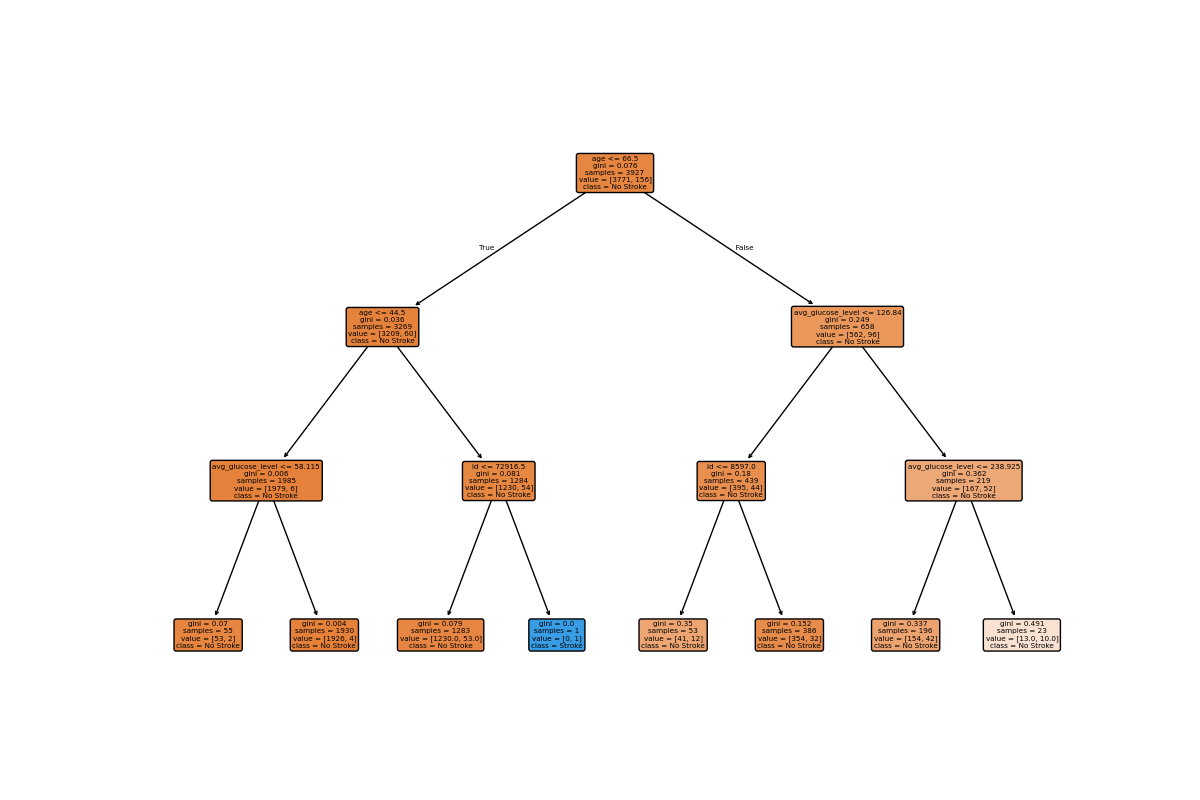 age <= 66.5
gini = 0.076
samples = 3927
value = [3771, 156]
class = No Stroke
True
False
age <= 44.5
gini = 0.036
samples = 3269
value = [3209, 60]
class = No Stroke
avg_glucose_level <= 126.84
gini = 0.249
samples = 658
value = [562, 96]
class = No Stroke
avg_glucose_level <= 58.115
gini = 0.006
samples = 1985
value = [1979, 6]
class = No Stroke
id <= 72916.5
gini = 0.081
samples = 1284
value = [1230, 54]
class = No Stroke
id <= 8597.0
gini = 0.18
samples = 439
value = [395, 44]
class = No Stroke
avg_glucose_level <= 238.925
gini = 0.362
samples = 219
value = [167, 52]
class = No Stroke
gini = 0.07
samples = 55
value = [53, 2]
class = No Stroke
gini = 0.004
samples = 1930
value = [1926, 4]
class = No Stroke
gini = 0.079
samples = 1283
value = [1230.0, 53.0]
class = No Stroke
gini = 0.0
samples = 1
value = [0, 1]
class = Stroke
gini = 0.35
samples = 53
value = [41, 12]
class = No Stroke
gini = 0.152
samples = 386
value = [354, 32]
class = No Stroke
gini = 0.337
samples = 196
value = [154, 42]
class = No Stroke
gini = 0.491
samples = 23
value = [13.0, 10.0]
class = No Stroke